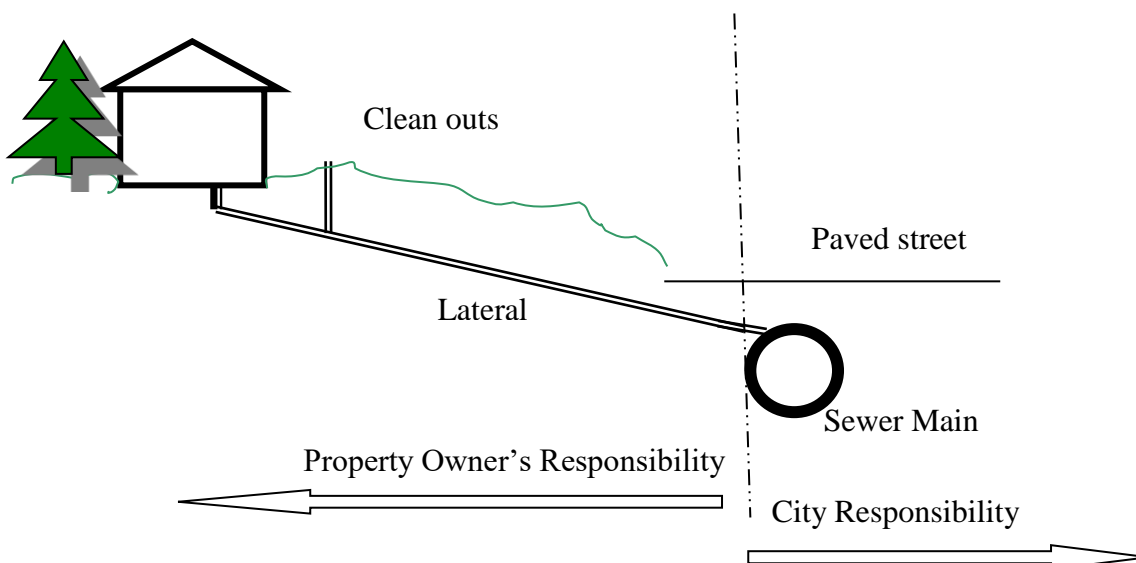 Clean outs
Paved street
Lateral
Sewer Main
Property Owner’s Responsibility
City Responsibility